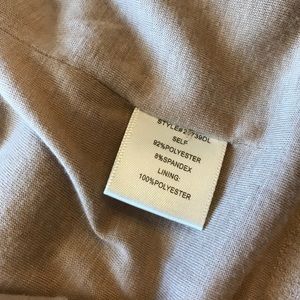 SELF
92%POLYESTER
8%SPANDEX
LINING:
100%POLYESTER